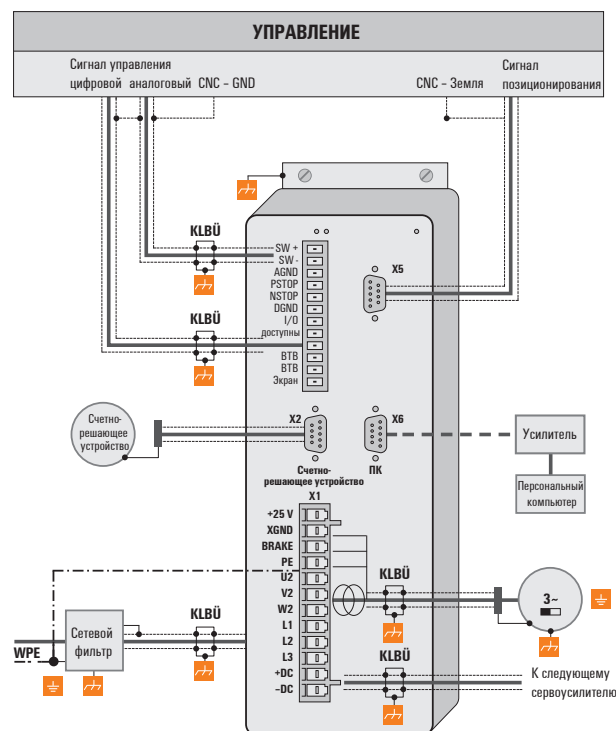 УПРАВЛЕНИЕ
Сигнал управления
цифровой аналоговый CNC – GND
CNC – Земля
Сигнал
позиционирования
KLBÜ
SW +
SW -
AGND
PSTOP
NSTOP
DGND
I/O
доступны
BTB
BTB
Экран
X5
KLBÜ
Счетно-
решающее
устройство
X2
X6
Счетно-
решающее устройство
ПК
Усилитель
Персональный
компьютер
X1
+25 V
XGND
BRAKE
PE
U2
V2
W2
L1
L2
L3
+DC
–DC
KLBÜ
3~
KLBÜ
Сетевой
фильтр
WPE
KLBÜ
К следующему
сервоусилителю